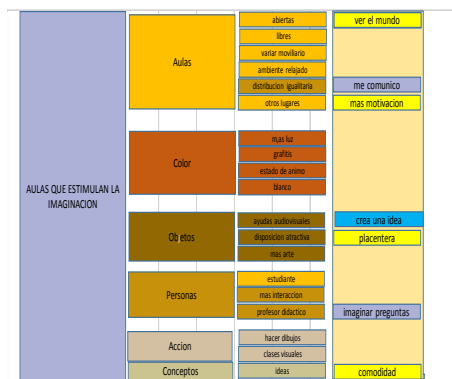 AULAS QUE ESTIMULAN LA
IMAGINACION
Aulas
abiertas
libres
variar moviliario
ambiente relajado
distribucion igualitaria
otros lugares
ver el mundo
me comunico
mas motivacion
Color
m,as luz
grafitis
estado de animo
blanco
Objetos
ayudas audiovisuales
disposicion atractiva
mas arte
crea una idea
placentera
Personas
estudiante
mas interaccion
profesor didactico
imaginar preguntas
Accion
hacer dibujos
clases visuales
Conceptos
ideas
comodidad